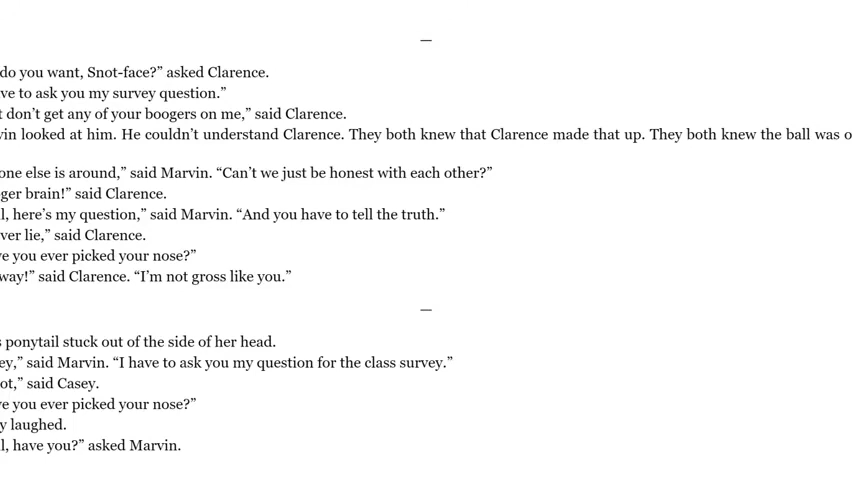 —
do you want, Snot-face?” asked Clarence.
ve to ask you my survey question.”
t don’t get any of your boogers on me,” said Clarence.
vin looked at him. He couldn’t understand Clarence. They both knew that Clarence made that up. They both knew the ball was o
one else is around,” said Marvin. “Can’t we just be honest with each other?”
ger brain!” said Clarence.
l, here’s my question,” said Marvin. “And you have to tell the truth.”
ver lie,” said Clarence.
ve you ever picked your nose?”
way!” said Clarence. “I’m not gross like you.”
—
s ponytail stuck out of the side of her head.
ey,” said Marvin. “I have to ask you my question for the class survey.”
ot,” said Casey.
ve you ever picked your nose?”
y laughed.
l, have you?” asked Marvin.